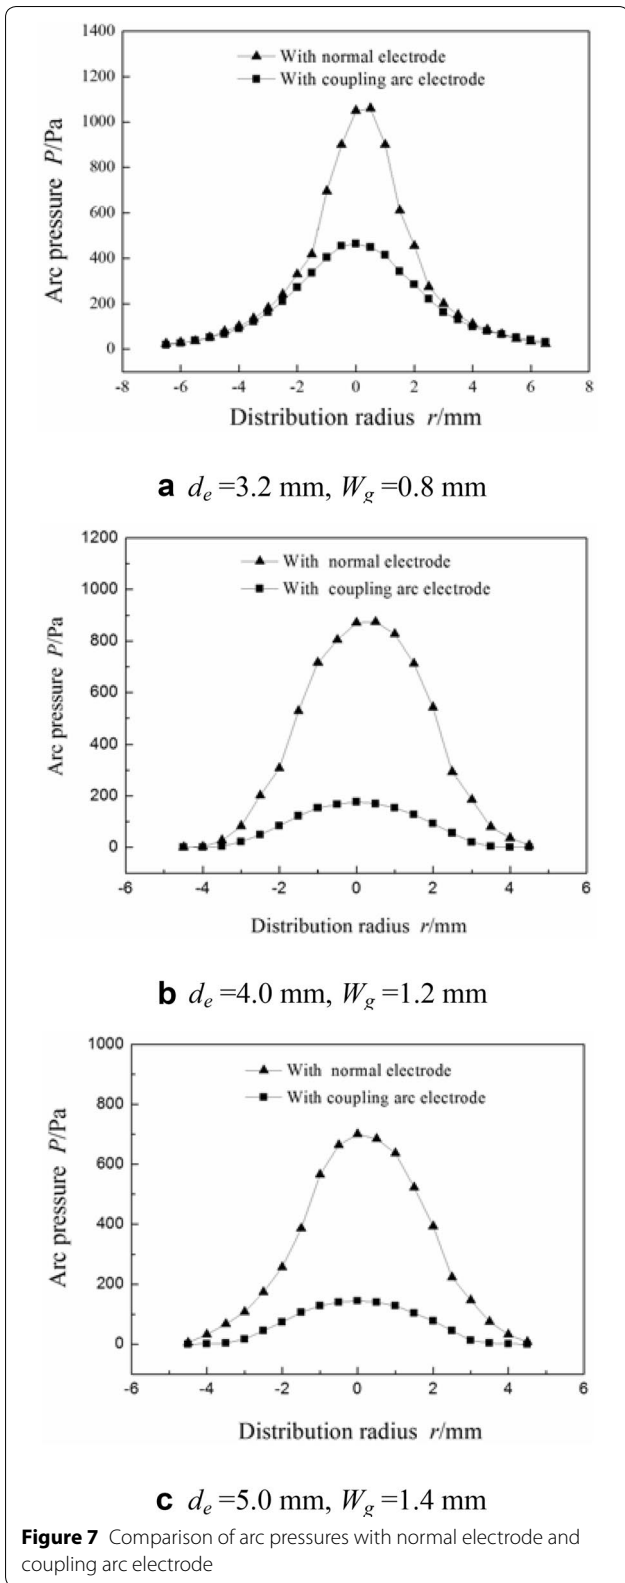 1400
1200
1000
800
600
400
200
0
With normal electrode
With coupling arc electrode
Arc pressure P/Pa
-8 -6 -4 -2 0 2 4 6 8
Distribution radius r/mm
a d_e =3.2 mm, W_g =0.8 mm
1200
1000
800
600
400
200
0
With normal electrode
With coupling arc electrode
Arc pressure P/Pa
-6 -4 -2 0 2 4 6
Distribution radius r/mm
b d_e =4.0 mm, W_g =1.2 mm
1000
800
600
400
200
0
With normal electrode
With coupling arc electrode
Arc pressure P/Pa
-6 -4 -2 0 2 4 6
Distribution radius r/mm
c d_e =5.0 mm, W_g =1.4 mm
Figure 7 Comparison of arc pressures with normal electrode and
coupling arc electrode